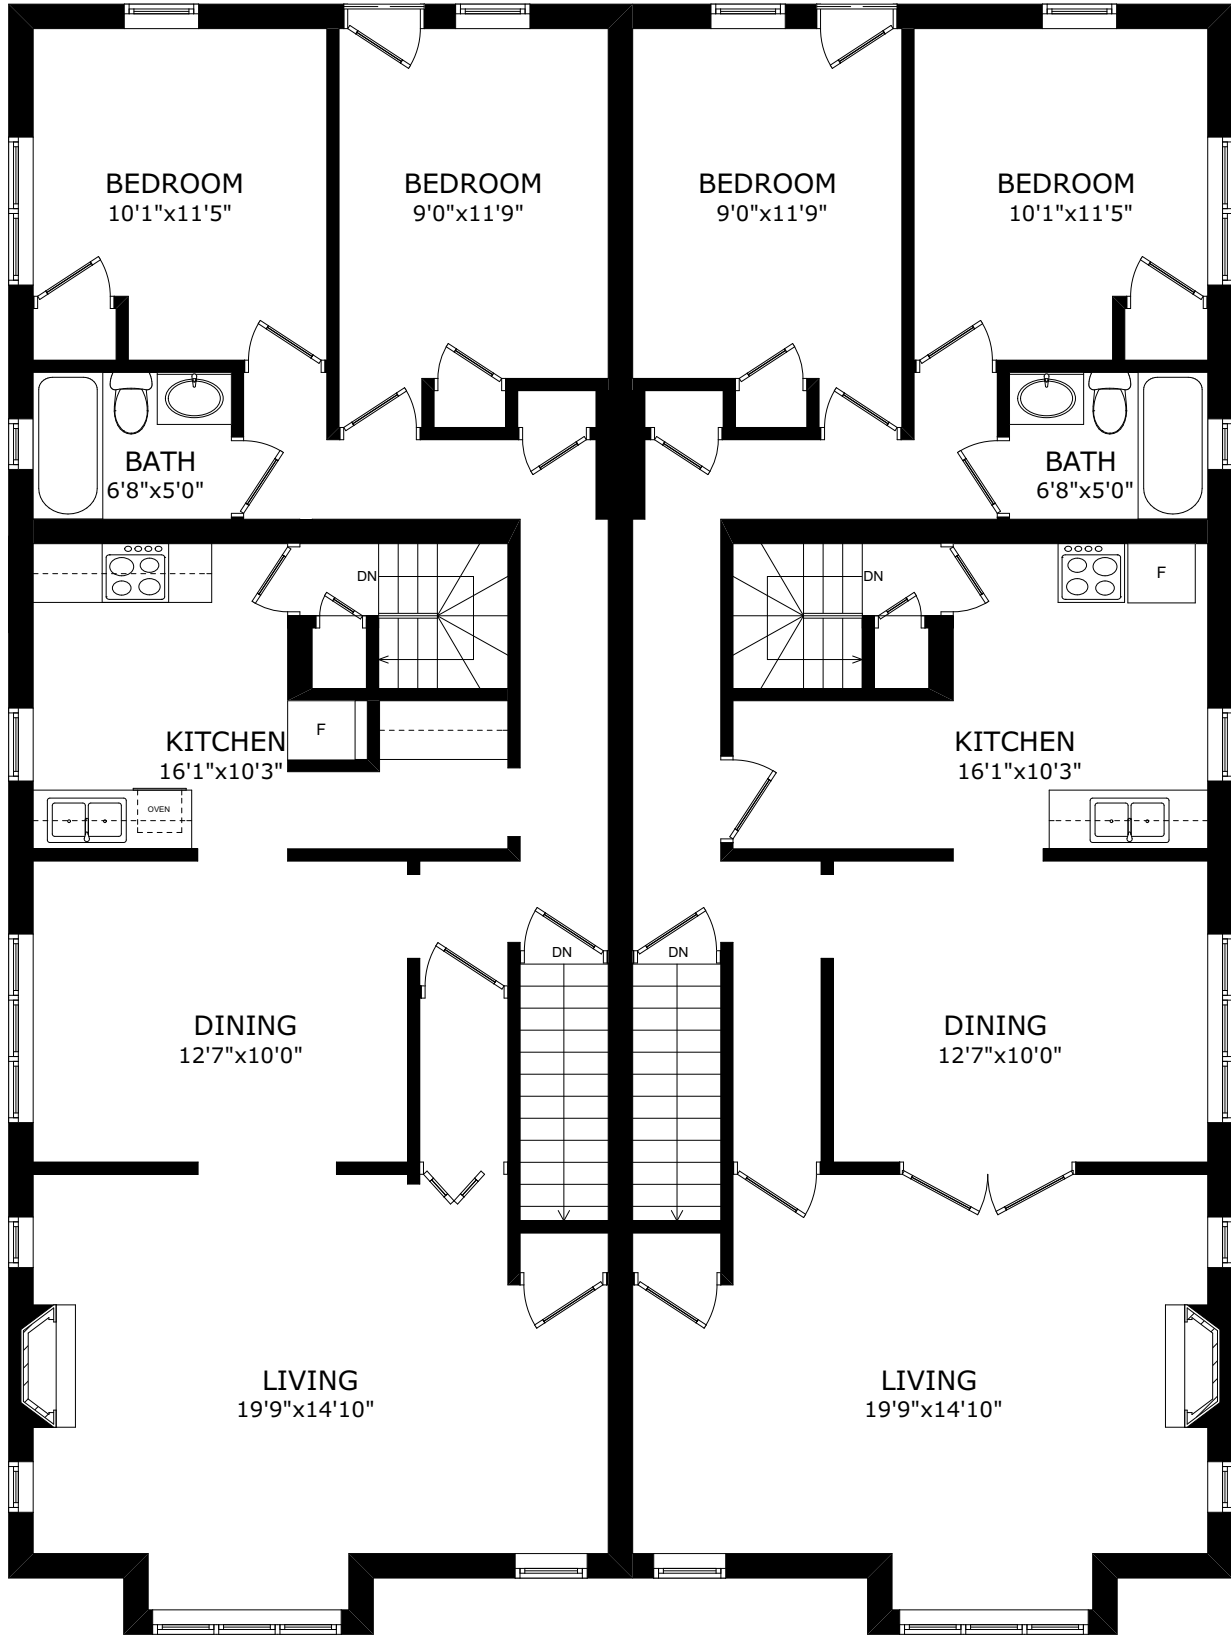 BEDROOM
10'1"x11'5"
BEDROOM
9'0"x11'9"
BEDROOM
9'0"x11'9"
BEDROOM
10'1"x11'5"
BATH
6'8"x5'0"
BATH
6'8"x5'0"
DN
DN
F
F
KITCHEN
16'1"x10'3"
KITCHEN
16'1"x10'3"
OVEN
DN
DN
DINING
12'7"x10'0"
DINING
12'7"x10'0"
LIVING
19'9"x14'10"
LIVING
19'9"x14'10"